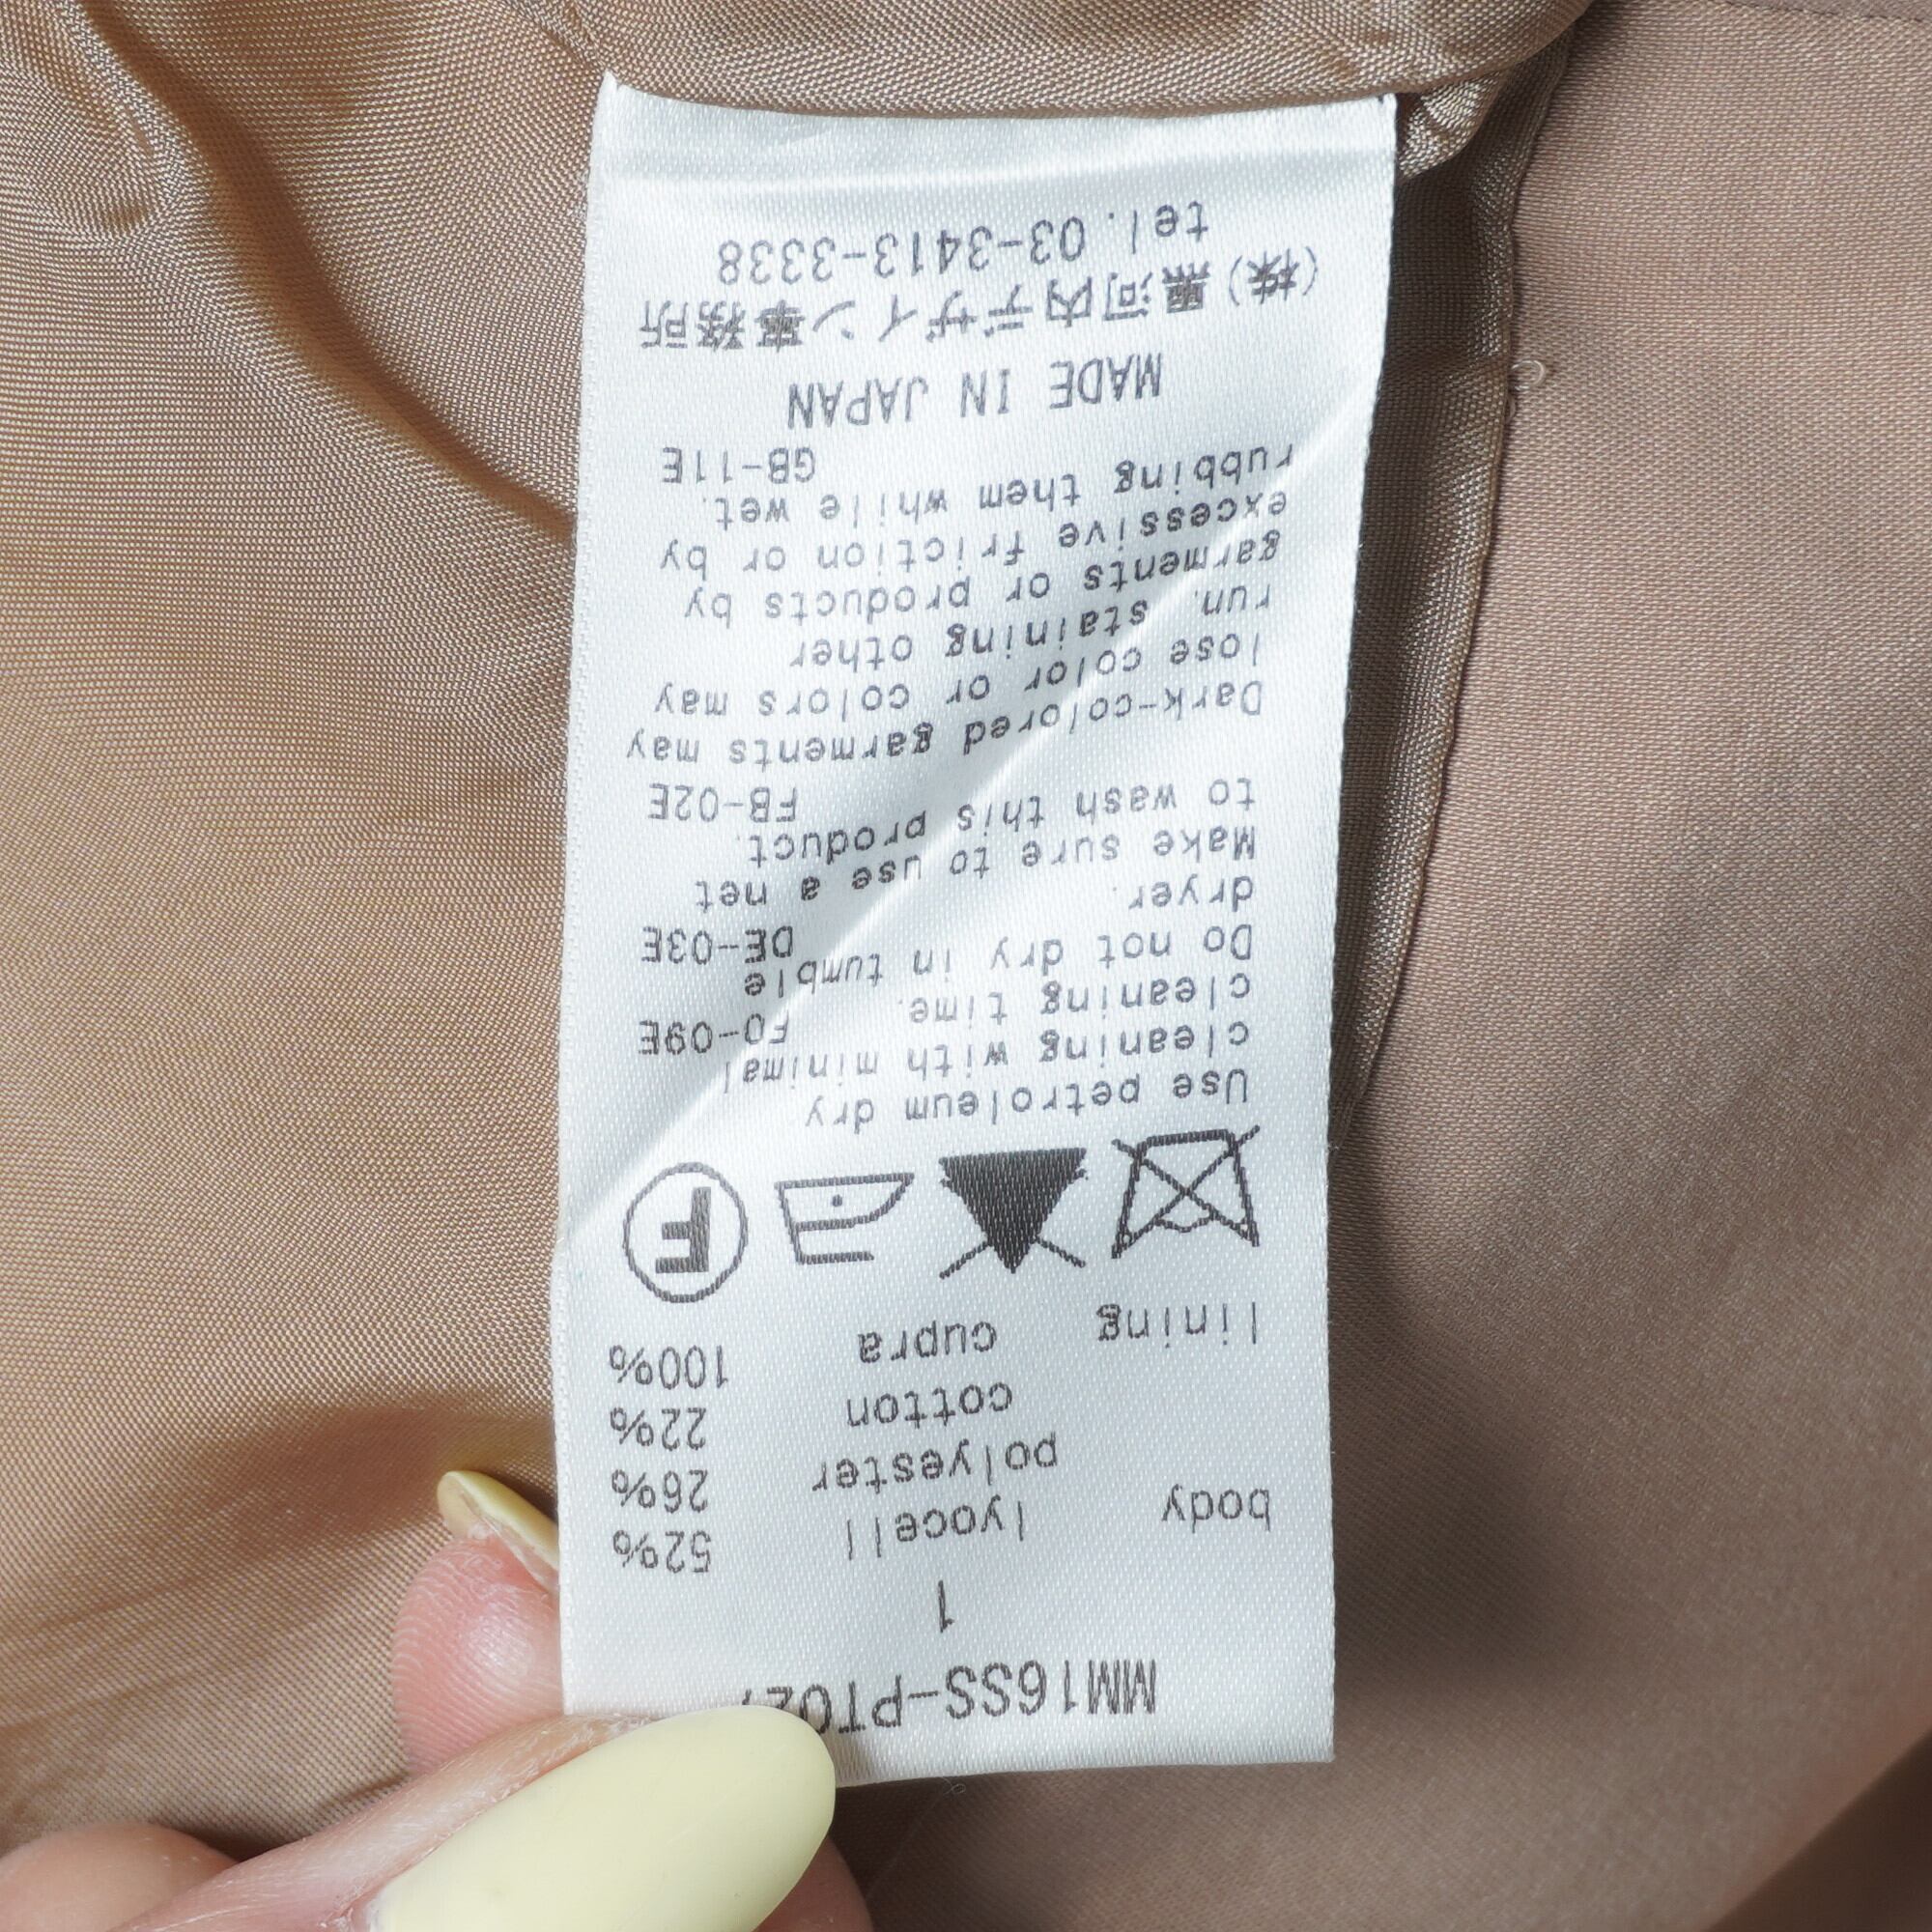 MM16SS-PT02
1
body lyocell 52%
polyester 26%
cotton 22%
lining cupra 100%
F
Use petroleum dry
cleaning with minimal
cleaning time. FO-09E
Do not dry in tumble
dryer. DE-03E
Make sure to use a net
to wash this product.
FB-02E
Dark-colored garments may
lose color or colors may
run. staining other
garments or products by
excessive friction or by
rubbing them while wet.
GB-11E
MADE IN JAPAN
(株)黒河内デザイン事務所
tel. 03-3413-3338